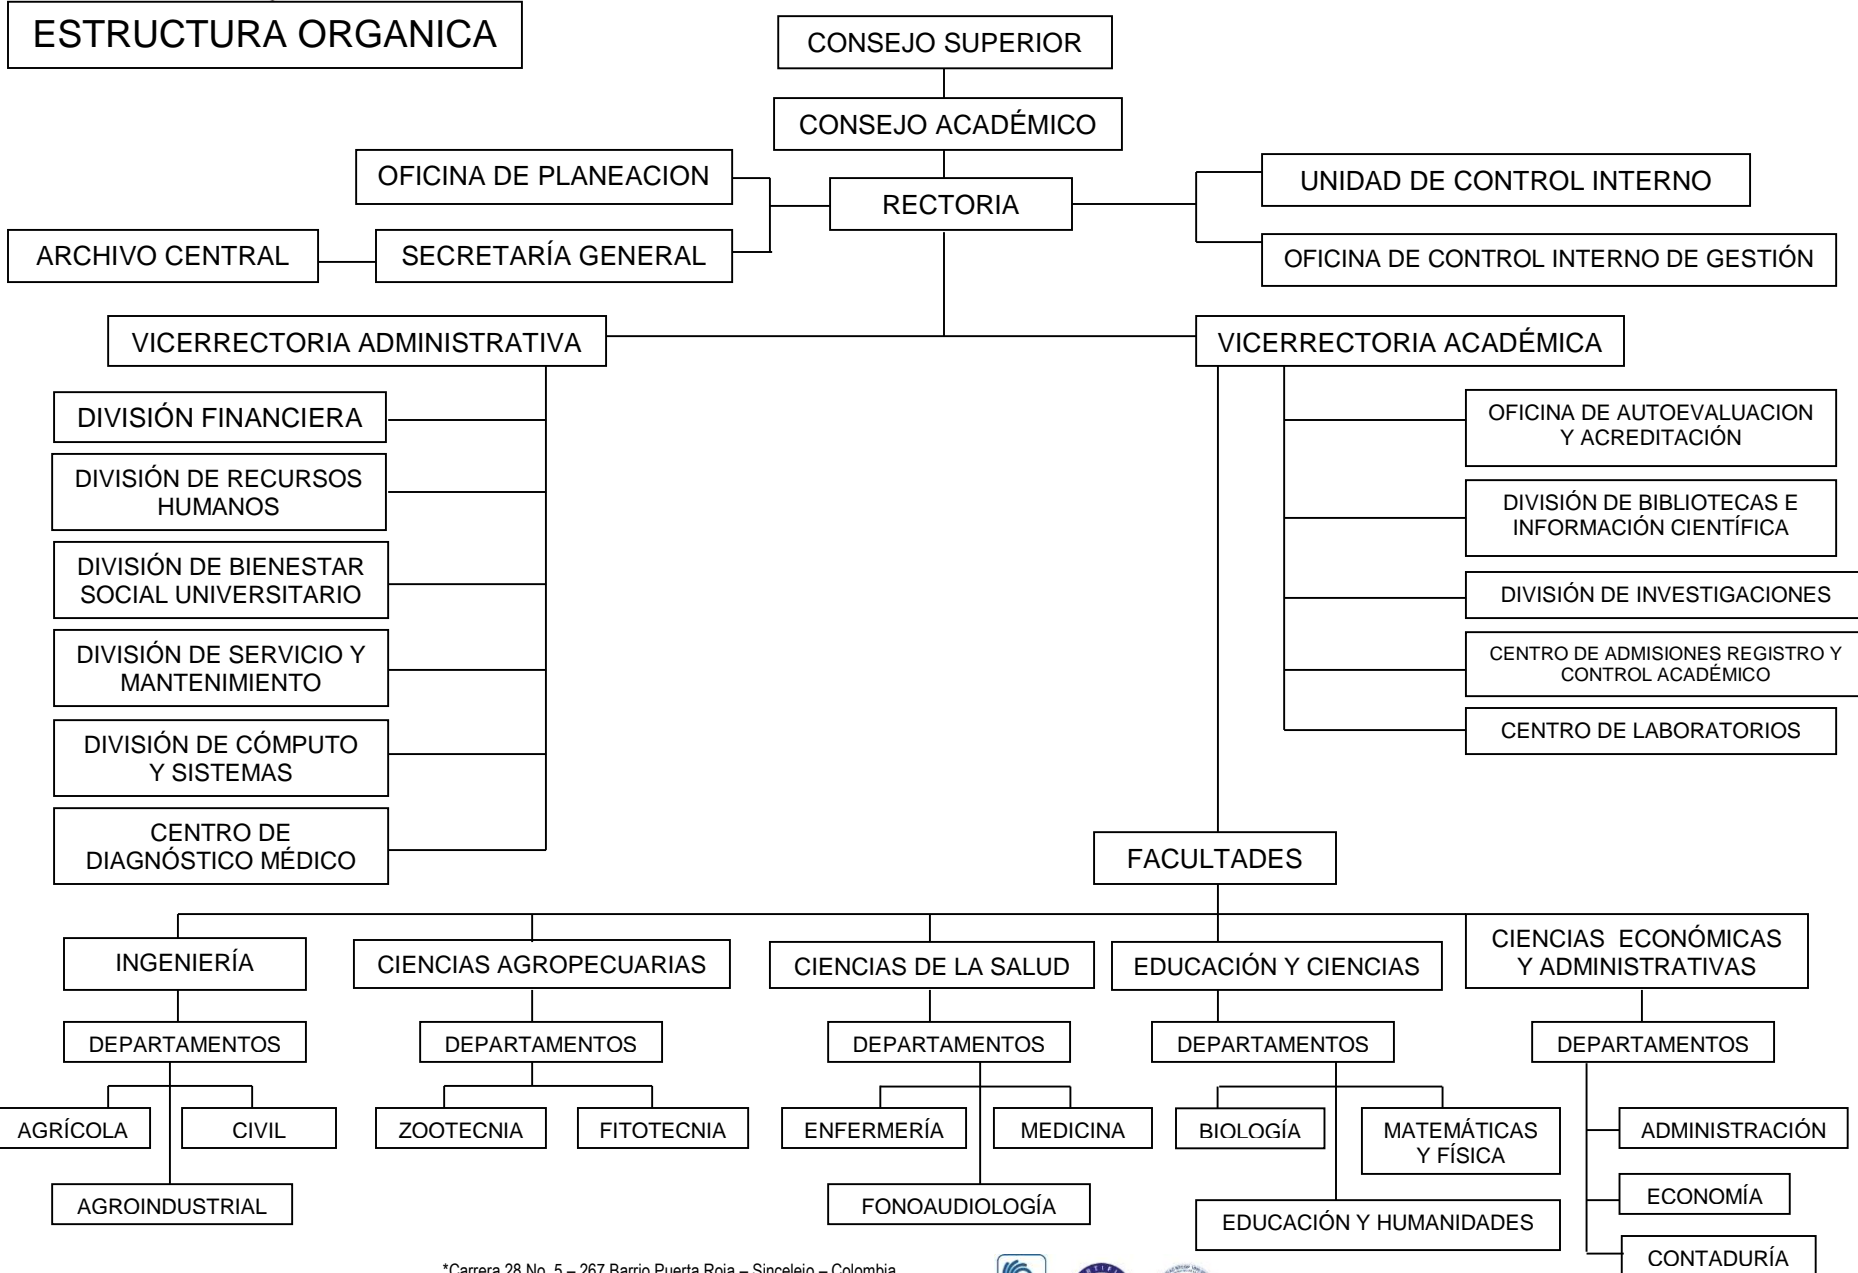 ESTRUCTURA ORGANICA
CONSEJO SUPERIOR
CONSEJO ACADÉMICO
OFICINA DE PLANEACION
RECTORIA
UNIDAD DE CONTROL INTERNO
ARCHIVO CENTRAL
SECRETARÍA GENERAL
OFICINA DE CONTROL INTERNO DE GESTIÓN
VICERRECTORIA ADMINISTRATIVA
VICERRECTORIA ACADÉMICA
DIVISIÓN FINANCIERA
DIVISIÓN DE RECURSOS
HUMANOS
DIVISIÓN DE BIENESTAR
SOCIAL UNIVERSITARIO
DIVISIÓN DE SERVICIO Y
MANTENIMIENTO
DIVISIÓN DE CÓMPUTO
Y SISTEMAS
CENTRO DE
DIAGNÓSTICO MÉDICO
OFICINA DE AUTOEVALUACION
Y ACREDITACIÓN
DIVISIÓN DE BIBLIOTECAS E
INFORMACIÓN CIENTÍFICA
DIVISIÓN DE INVESTIGACIONES
CENTRO DE ADMISIONES REGISTRO Y
CONTROL ACADÉMICO
CENTRO DE LABORATORIOS
FACULTADES
INGENIERÍA
CIENCIAS AGROPECUARIAS
CIENCIAS DE LA SALUD
EDUCACIÓN Y CIENCIAS
CIENCIAS ECONÓMICAS
Y ADMINISTRATIVAS
DEPARTAMENTOS
DEPARTAMENTOS
DEPARTAMENTOS
DEPARTAMENTOS
DEPARTAMENTOS
AGRÍCOLA
CIVIL
ZOOTECNIA
FITOTECNIA
ENFERMERÍA
MEDICINA
BIOLOGÍA
MATEMÁTICAS
Y FÍSICA
ADMINISTRACIÓN
AGROINDUSTRIAL
FONOAUDIOLOGÍA
EDUCACIÓN Y HUMANIDADES
ECONOMÍA
CONTADURÍA
*Carrera 28 No. 5 – 267 Barrio Puerta Roja – Sincelejo – Colombia